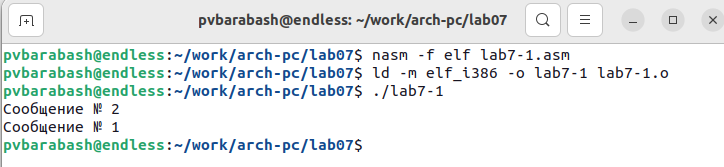 pvbarabash@endless: ~/work/arch-pc/lab07
pvbarabash@endless:~/work/arch-pc/lab07$ nasm -f elf lab7-1.asm
pvbarabash@endless:~/work/arch-pc/lab07$ ld -m elf_i386 -o lab7-1 lab7-1.o
pvbarabash@endless:~/work/arch-pc/lab07$ ./lab7-1
Сообщение № 2
Сообщение № 1
pvbarabash@endless:~/work/arch-pc/lab07$